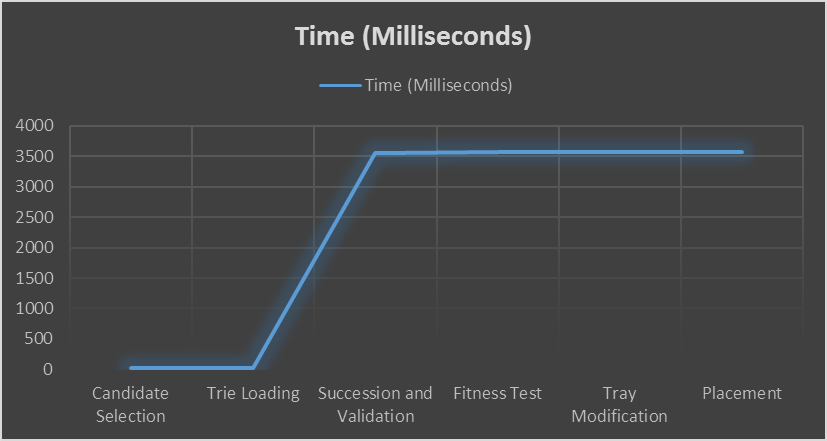 Time (Milliseconds)
Time (Milliseconds)
4000
3500
3000
2500
2000
1500
1000
500
0
Candidate
Selection
Trie Loading
Succession and
Validation
Fitness Test
Tray
Modification
Placement